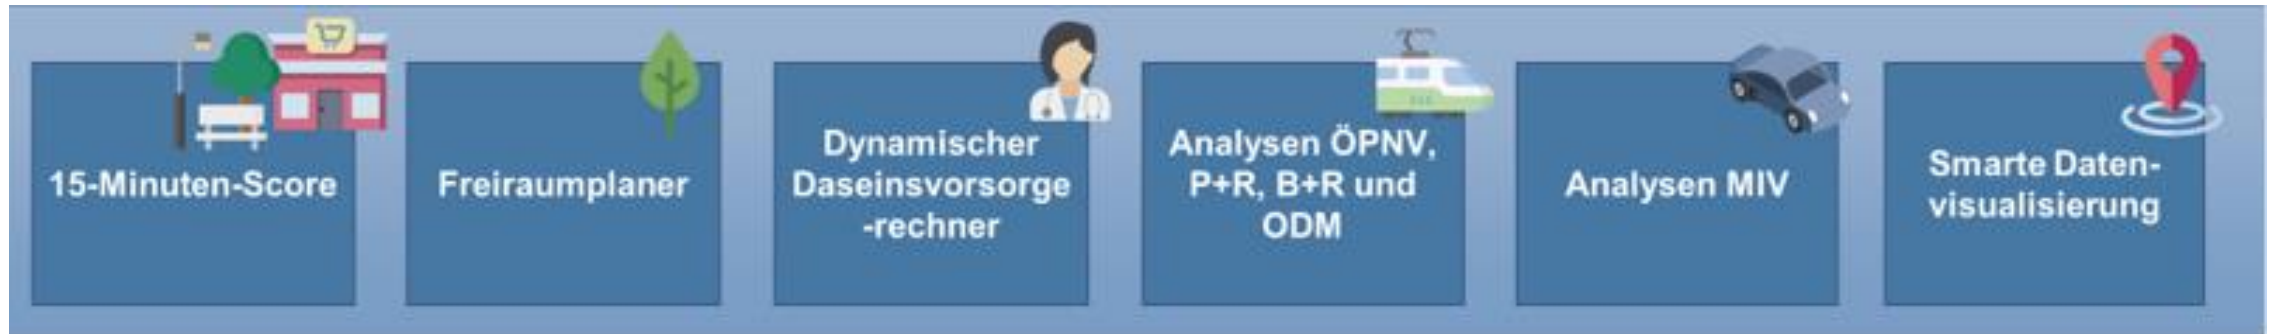 15-Minuten-Score
Freiraumplaner
Dynamischer
Daseinsvorsorge
-rechner
Analysen ÖPNV,
P+R, B+R und
ODM
Analysen MIV
Smarte Daten-
visualisierung